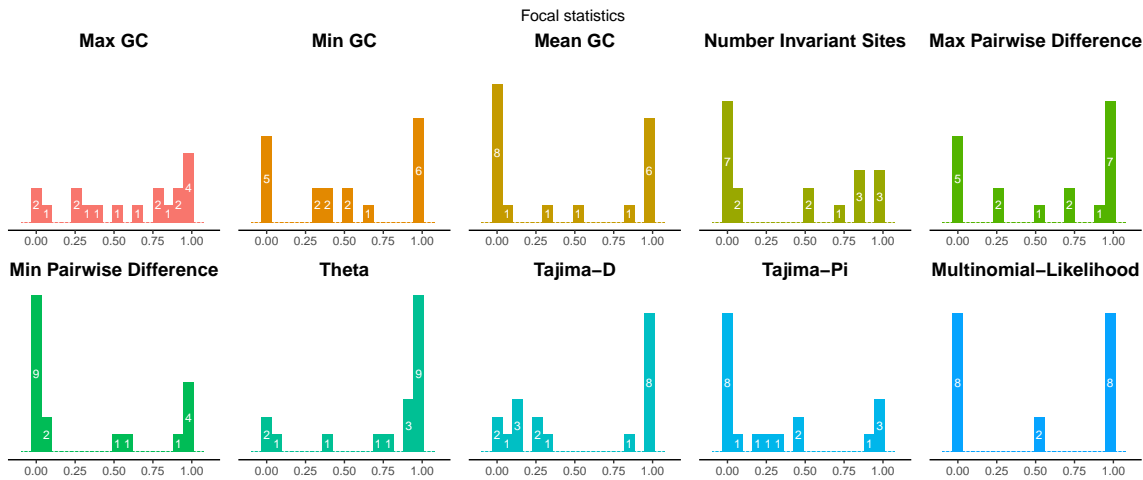 Focal statistics
Max GC Min GC Mean GC Number Invariant Sites Max Pairwise Difference
2 1 2 1 1 1 1 2 1 2 4 5 2 2 2 1 6 8 1 1 1 1 6 7 2 2 1 3 3 5 2 1 2 1 7
0.00 0.25 0.50 0.75 1.00 0.00 0.25 0.50 0.75 1.00 0.00 0.25 0.50 0.75 1.00 0.00 0.25 0.50 0.75 1.00 0.00 0.25 0.50 0.75 1.00
Min Pairwise Difference Theta Tajima−D Tajima−Pi Multinomial−Likelihood
9 2 1 1 1 4 2 1 1 1 1 3 9 2 1 3 2 1 1 8 8 1 1 1 1 2 1 3 8 2 8
0.00 0.25 0.50 0.75 1.00 0.00 0.25 0.50 0.75 1.00 0.00 0.25 0.50 0.75 1.00 0.00 0.25 0.50 0.75 1.00 0.00 0.25 0.50 0.75 1.00